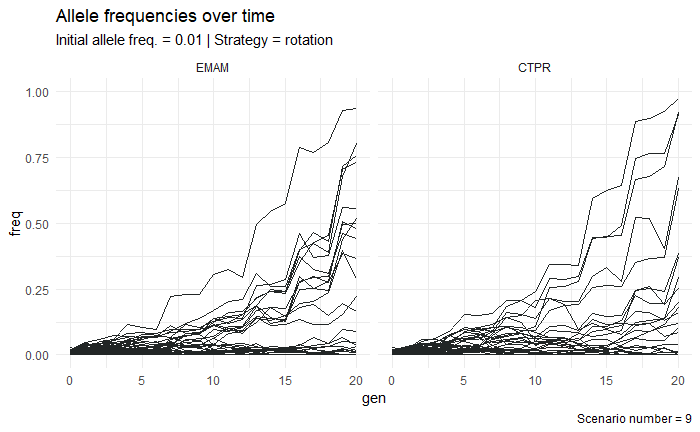 Allele frequencies over time
Initial allele freq. = 0.01 | Strategy = rotation
EMAM CTPR
1.00
0.75
0.50
0.25
0.00
freq
0 5 10 15 20 0 5 10 15 20
gen
Scenario number = 9